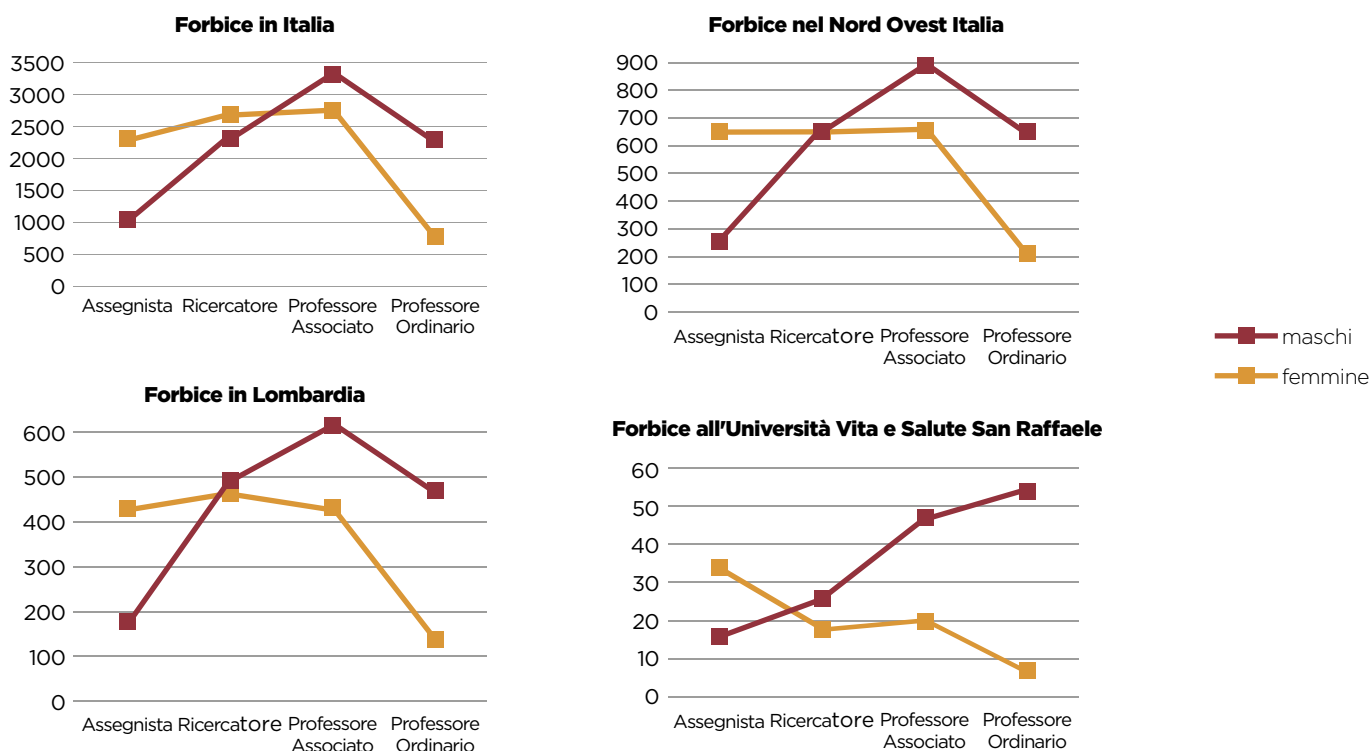 Forbice in Italia
3500
3000
2500
2000
1500
1000
500
0
Assegnista Ricercatore Professore Professore
Associato Ordinario
Forbice nel Nord Ovest Italia
900
800
700
600
500
400
300
200
100
0
Assegnista Ricercatore Professore Professore
Associato Ordinario
maschi
femmine
Forbice in Lombardia
600
500
400
300
200
100
0
Assegnista Ricercatore Professore Professore
Associato Ordinario
Forbice all'Università Vita e Salute San Raffaele
60
50
40
30
20
10
0
Assegnista Ricercatore Professore Professore
Associato Ordinario